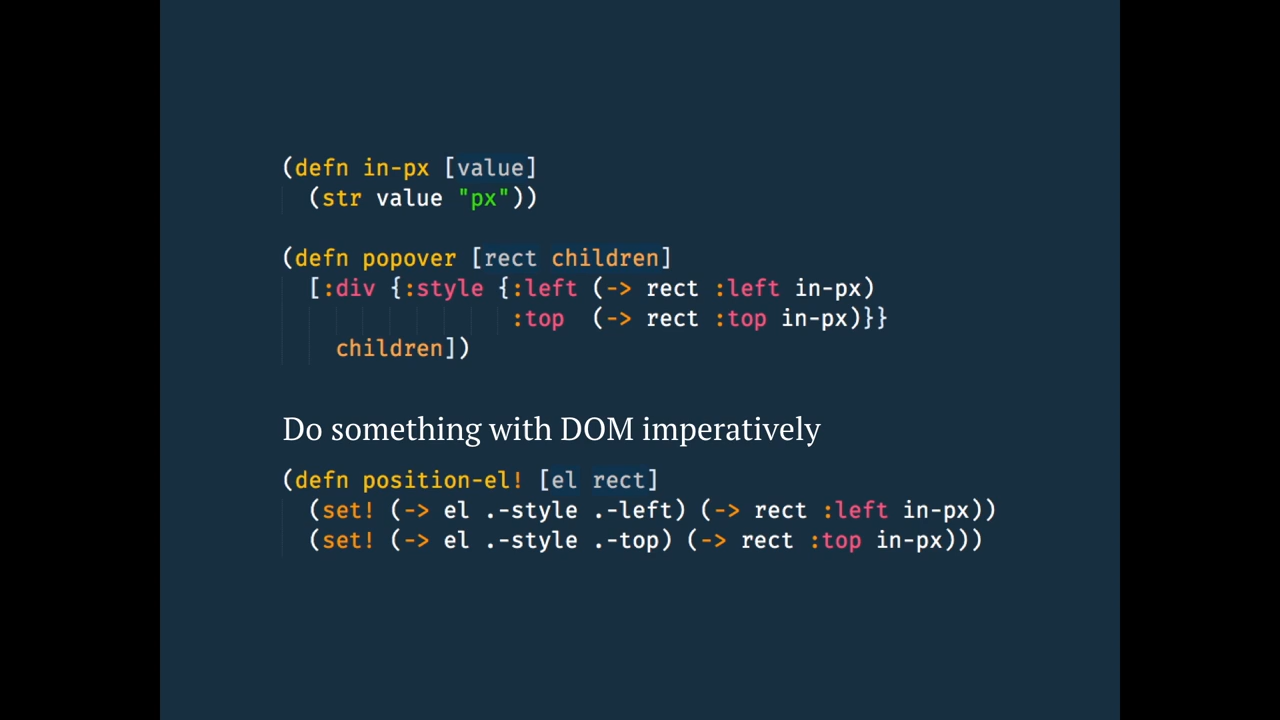 (defn in-px [value]
  (str value "px"))
(defn popover [rect children]
  [:div {:style {:left (-> rect :left in-px)
                 :top  (-> rect :top in-px)}}
    children])
Do something with DOM imperatively
(defn position-el! [el rect]
  (set! (-> el .-style .-left) (-> rect :left in-px))
  (set! (-> el .-style .-top) (-> rect :top in-px)))